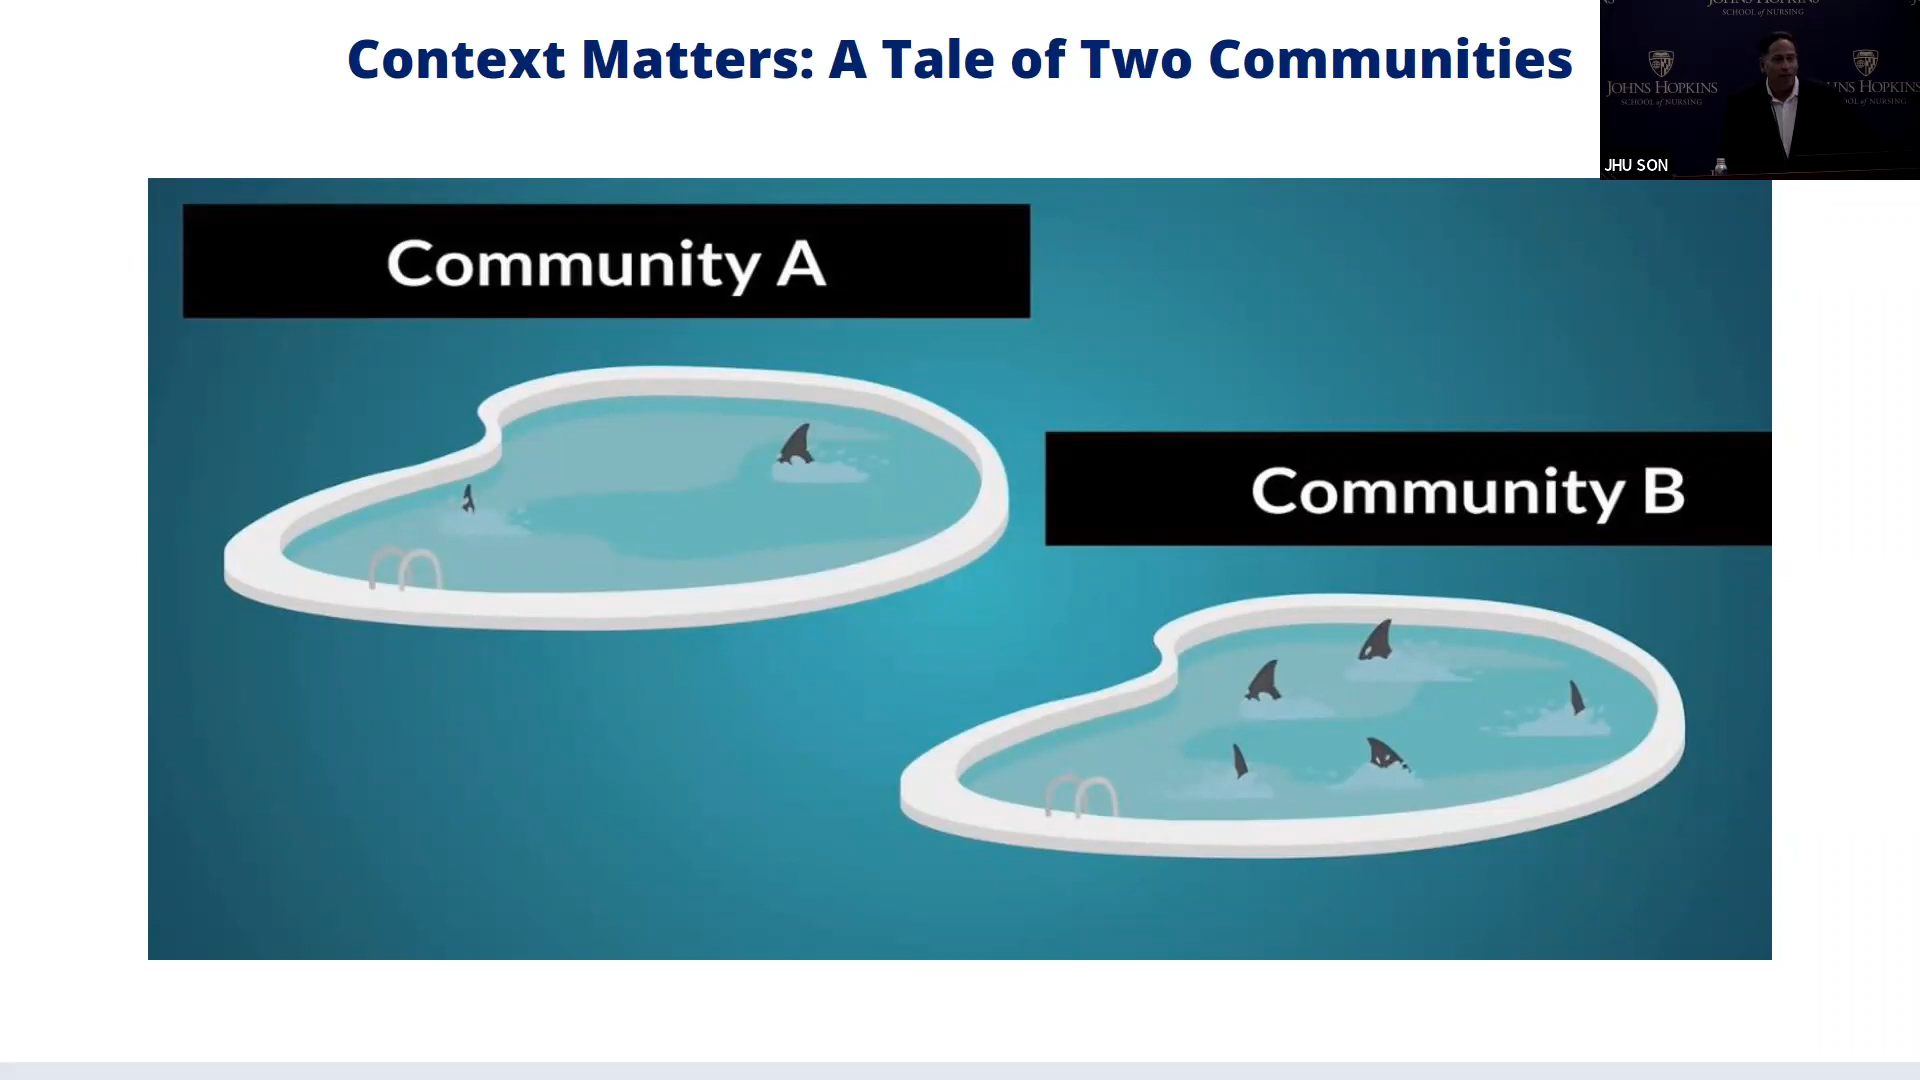 Context Matters: A Tale of Two Communities
JOHNS HOPKINS
SCHOOL of NURSING
JOHNS HOPKINS
SCHOOL of NURSING
JHU SON
Community A
Community B